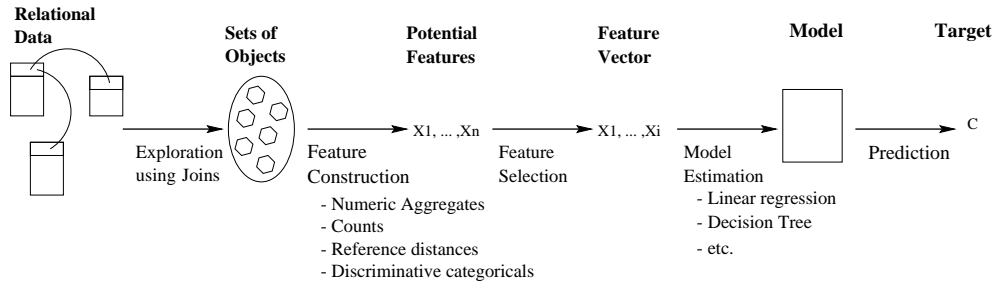 Relational
Data
Sets of
Objects
Potential
Features
Feature
Vector
Model
Target
X1, ... ,Xn
X1, ... ,Xi
C
Exploration
using Joins
Feature
Construction
- Numeric Aggregates
- Counts
- Reference distances
- Discriminative categoricals
Feature
Selection
Model
Estimation
- Linear regression
- Decision Tree
- etc.
Prediction